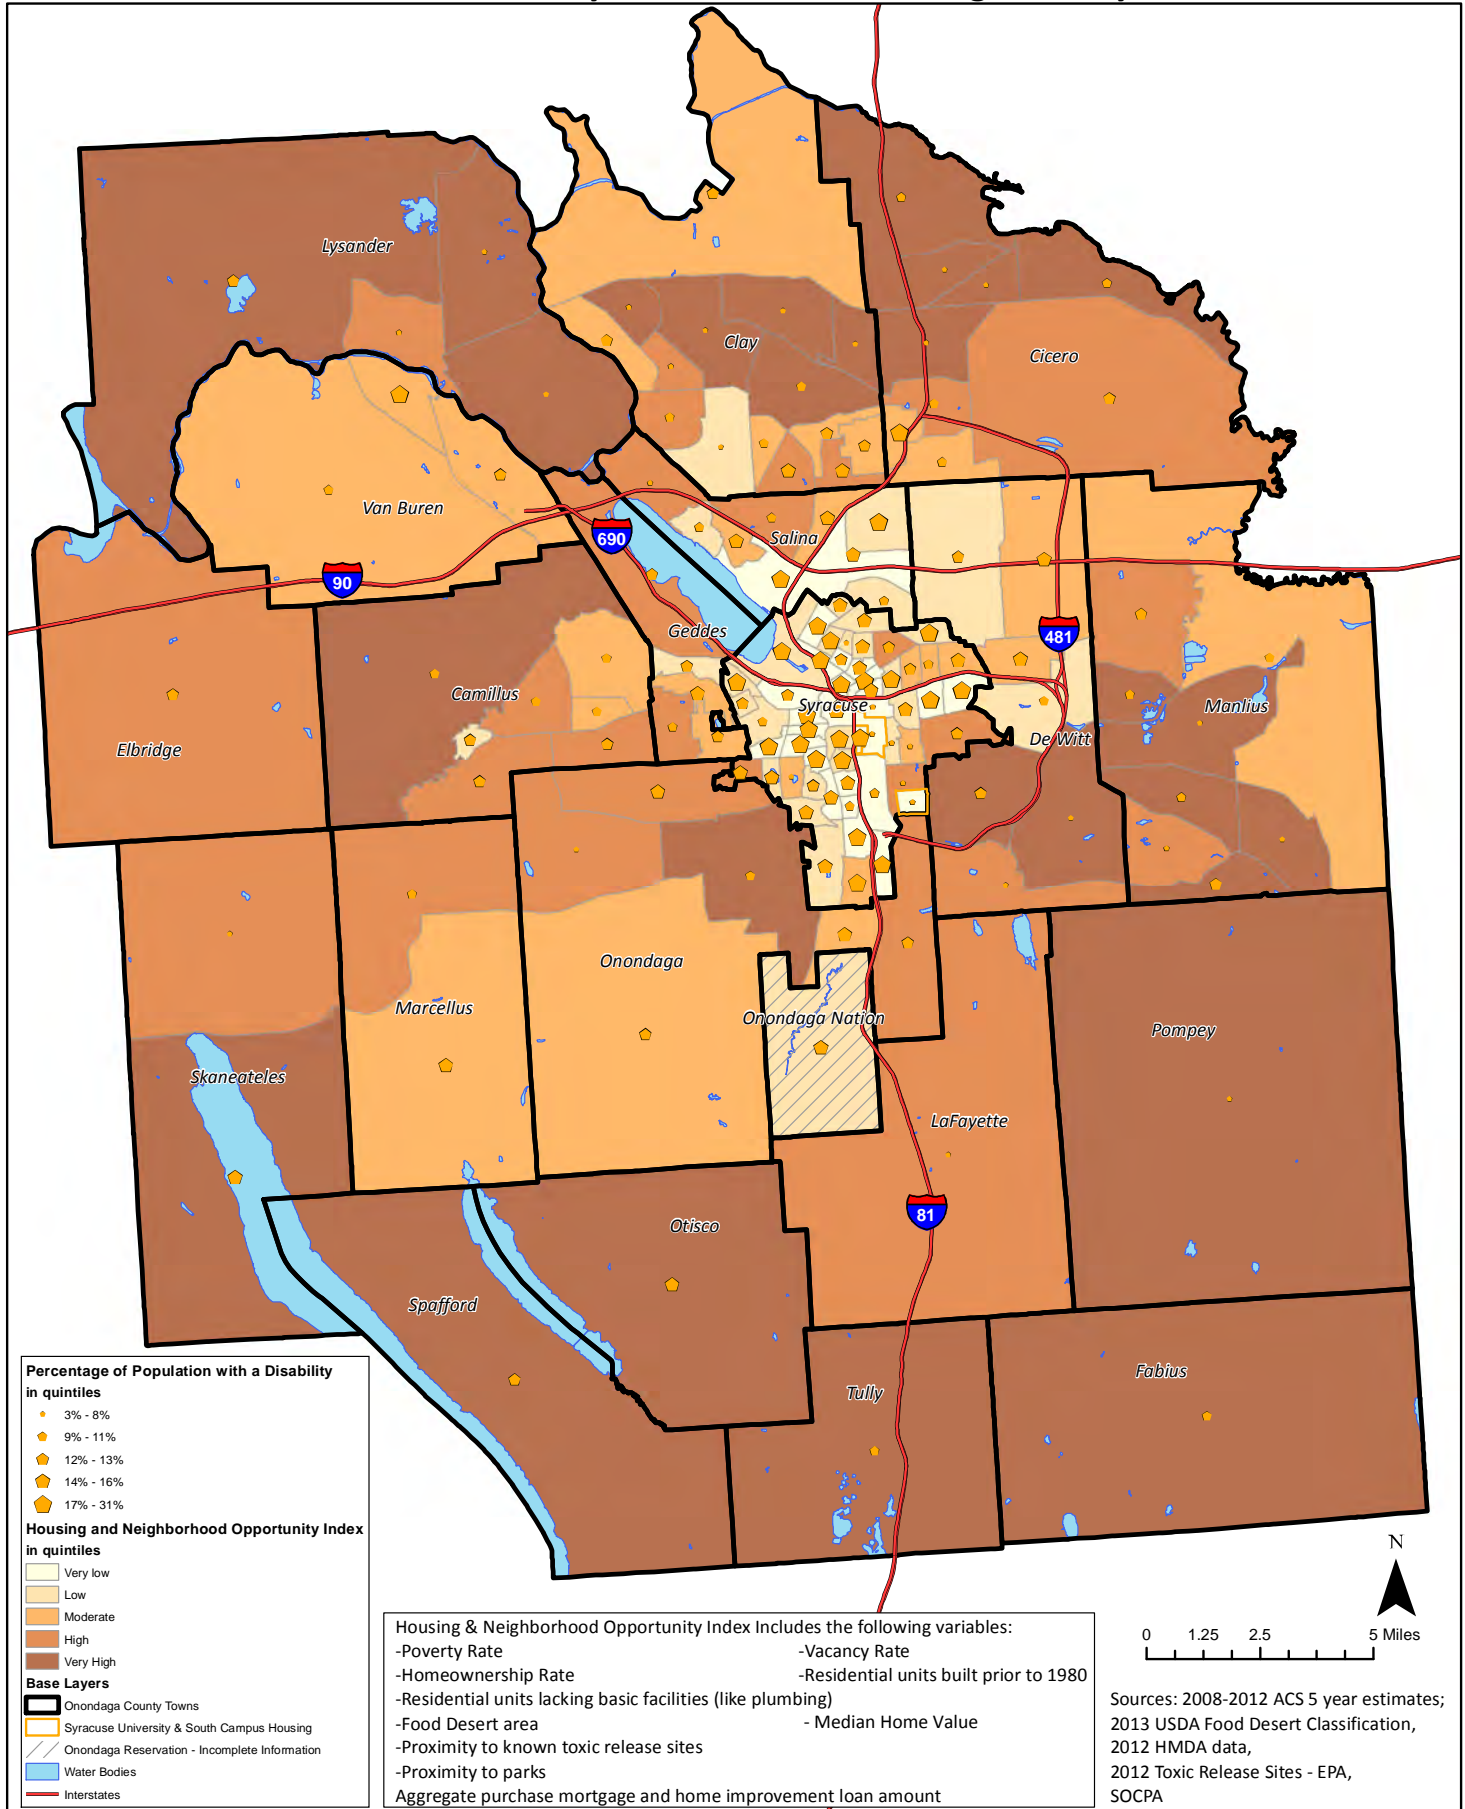 Lysander
Clay
Cicero
Van Buren
Salina
690
90
481
Geddes
Camillus
Syracuse
Manlius
De Witt
Elbridge
Onondaga
Marcellus
Onondaga Nation
Pompey
Skaneateles
LaFayette
81
Otisco
Spafford
Fabius
Tully
Percentage of Population with a Disability
in quintiles
3% - 8%
9% - 11%
12% - 13%
14% - 16%
17% - 31%
Housing and Neighborhood Opportunity Index
in quintiles
Very low
Low
Moderate
High
Very High
Base Layers
Onondaga County Towns
Syracuse University & South Campus Housing
Onondaga Reservation - Incomplete Information
Water Bodies
Interstates
Housing & Neighborhood Opportunity Index Includes the following variables:
-Poverty Rate -Vacancy Rate
-Homeownership Rate -Residential units built prior to 1980
-Residential units lacking basic facilities (like plumbing)
-Food Desert area - Median Home Value
-Proximity to known toxic release sites
-Proximity to parks
Aggregate purchase mortgage and home improvement loan amount
N
0 1.25 2.5 5 Miles
Sources: 2008-2012 ACS 5 year estimates;
2013 USDA Food Desert Classification,
2012 HMDA data,
2012 Toxic Release Sites - EPA,
SOCPA